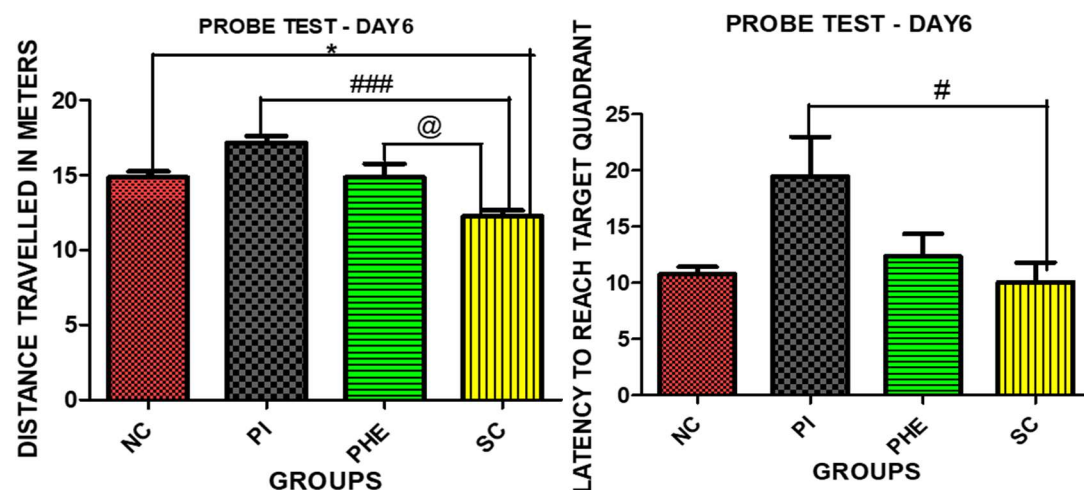 PROBE TEST - DAY6
*
###
@
DISTANCE TRAVELLED IN METERS
20
15
10
5
0
NC
PI
PHE
SC
GROUPS
PROBE TEST - DAY6
#
LATENCY TO REACH TARGET QUADRANT
25
20
15
10
5
0
NC
PI
PHE
SC
GROUPS